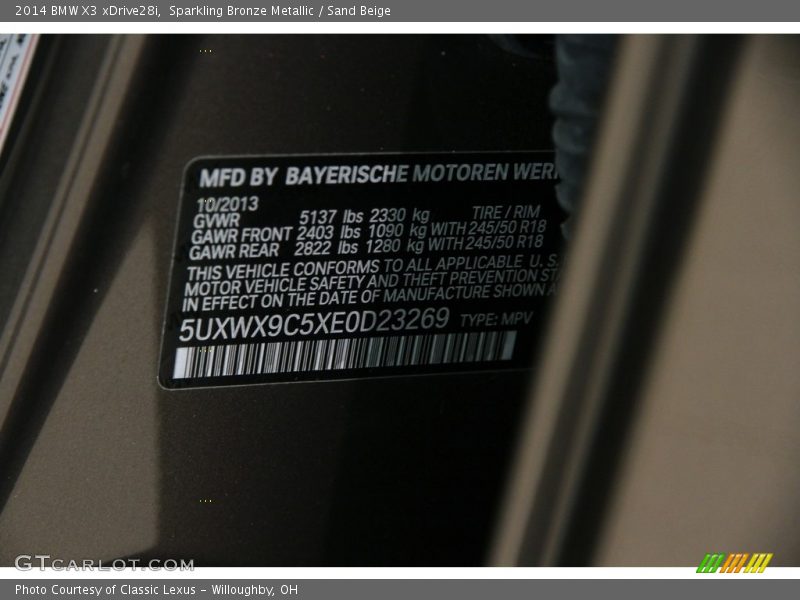 2014 BMW X3 xDrive28i, Sparkling Bronze Metallic / Sand Beige
MFD BY BAYERISCHE MOTOREN WER
10/2013
GVWR 5137 lbs 2330 kg TIRE / RIM
GAWR FRONT 2403 lbs 1090 kg WITH 245/50 R18
GAWR REAR 2822 lbs 1280 kg WITH 245/50 R18
THIS VEHICLE CONFORMS TO ALL APPLICABLE U.S.
MOTOR VEHICLE SAFETY AND THEFT PREVENTION ST
IN EFFECT ON THE DATE OF MANUFACTURE SHOWN A
5UXWX9C5XE0D23269 TYPE: MPV
GTCARLOT.COM
Photo Courtesy of Classic Lexus - Willoughby, OH